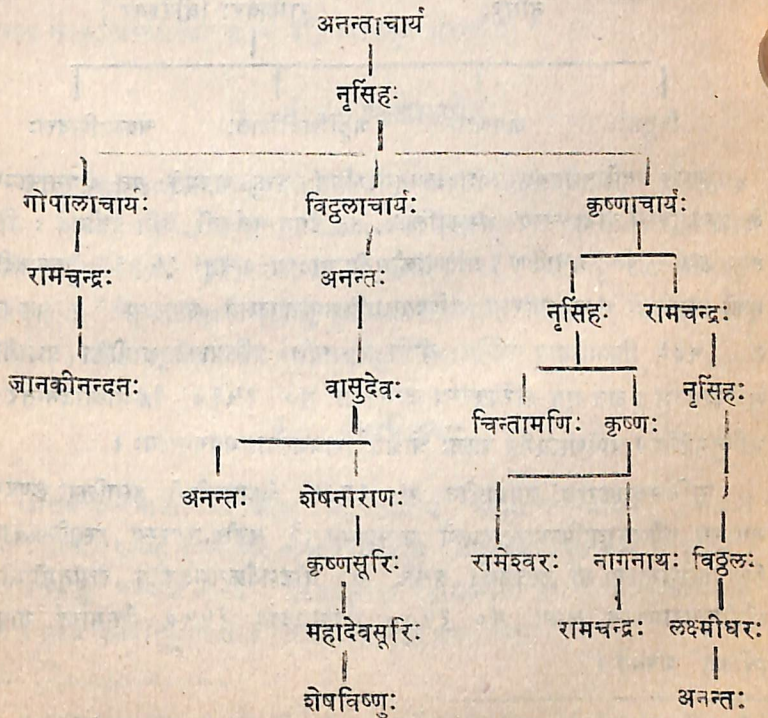 अनन्ताचार्य
नृसिंहः
गोपालाचायः विट्ठलाचार्यः कृष्णाचार्यः
रामचन्द्रः अनन्तः
नृसिंहः रामचन्द्रः
जानकीनन्दनः वासुदेवः नृसिंहः
चिन्तामणिः कृष्णः
अनन्तः शेषनाराणः
कृष्णसूरिः रामेश्वरः नागनाथः विठ्ठलः
महादेवसूरिः रामचन्द्रः लक्ष्मीधरः
शेषविष्णुः अनन्तः